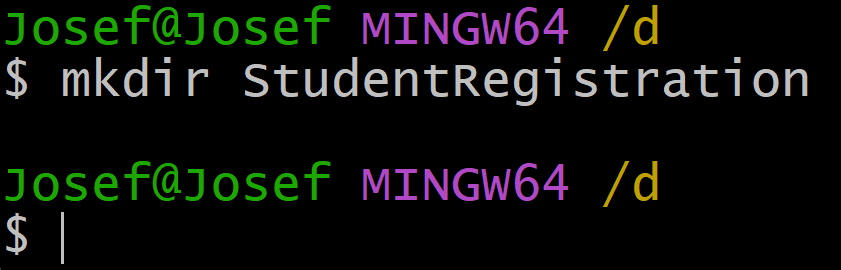 Josef@Josef MINGW64 /d
$ mkdir StudentRegistration
Josef@Josef MINGW64 /d
$